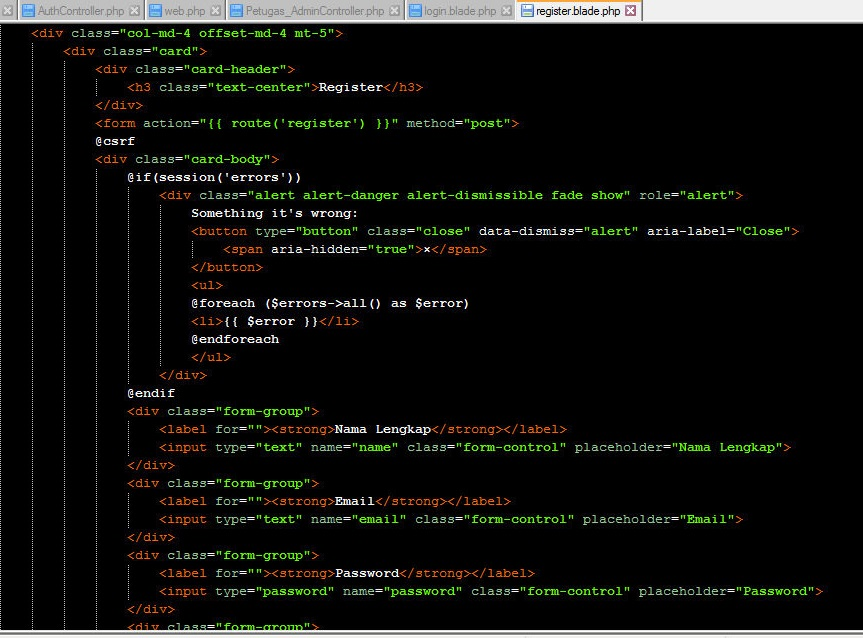 AuthController.php web.php Petugas_AdminController.php login.blade.php register.blade.php
<div class="col-md-4 offset-md-4 mt-5">
<div class="card">
<div class="card-header">
<h3 class="text-center">Register</h3>
</div>
<form action="{{ route('register') }}" method="post">
@csrf
<div class="card-body">
@if(session('errors'))
<div class="alert alert-danger alert-dismissible fade show" role="alert">
Something it's wrong:
<button type="button" class="close" data-dismiss="alert" aria-label="Close">
<span aria-hidden="true">×</span>
</button>
<ul>
@foreach ($errors->all() as $error)
<li>{{ $error }}</li>
@endforeach
</ul>
</div>
@endif
<div class="form-group">
<label for=""><strong>Nama Lengkap</strong></label>
<input type="text" name="name" class="form-control" placeholder="Nama Lengkap">
</div>
<div class="form-group">
<label for=""><strong>Email</strong></label>
<input type="text" name="email" class="form-control" placeholder="Email">
</div>
<div class="form-group">
<label for=""><strong>Password</strong></label>
<input type="password" name="password" class="form-control" placeholder="Password">
</div>
<div class="form-group">